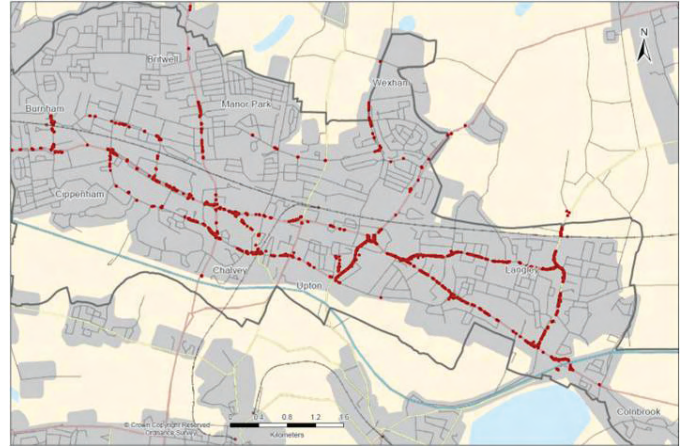 N
Britwell
Wexham
Manor Park
Burnham
Cippenham
Chalvey
Langley
Upton
Colnbrook
© Crown Copyright Reserved
Ordnance Survey
0 0.4 0.8 1.2 1.6
Kilometers